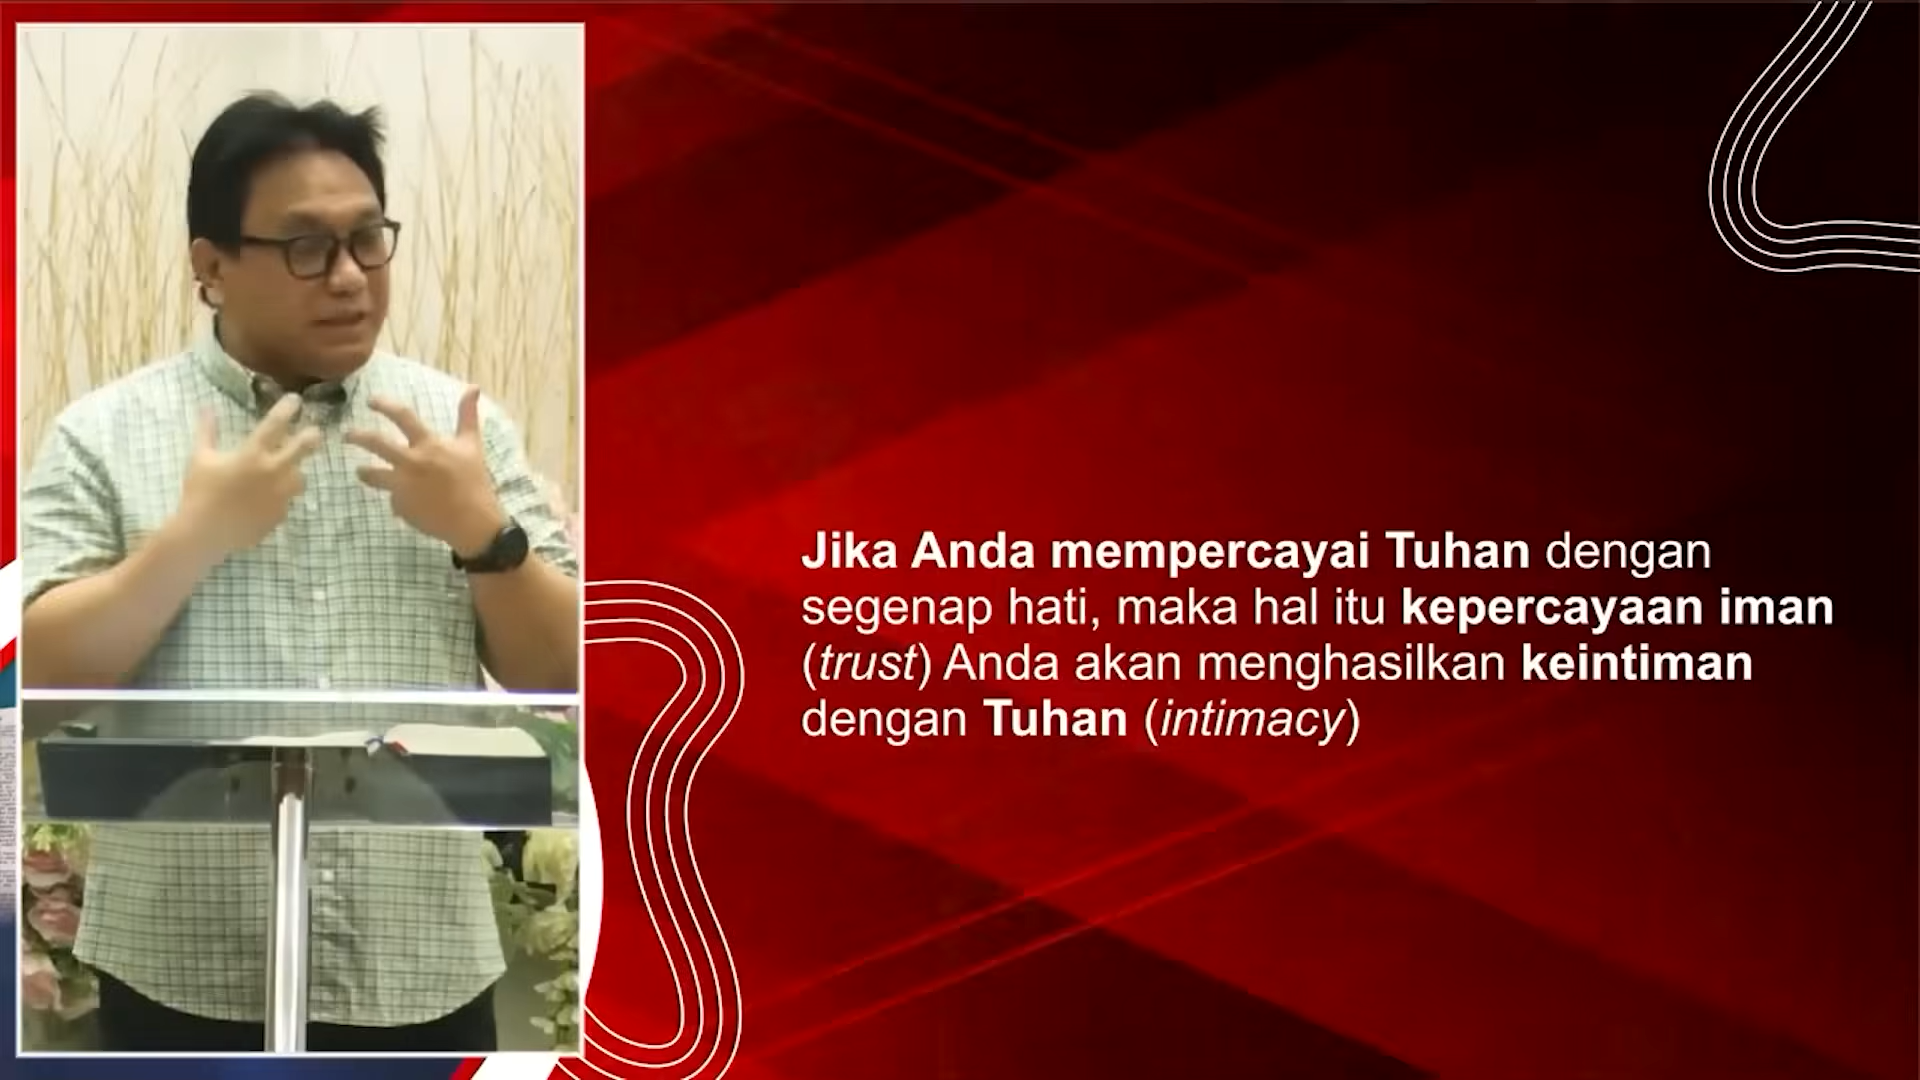 Jika Anda mempercayai Tuhan dengan
segenap hati, maka hal itu kepercayaan iman
(trust) Anda akan menghasilkan keintiman
dengan Tuhan (intimacy)